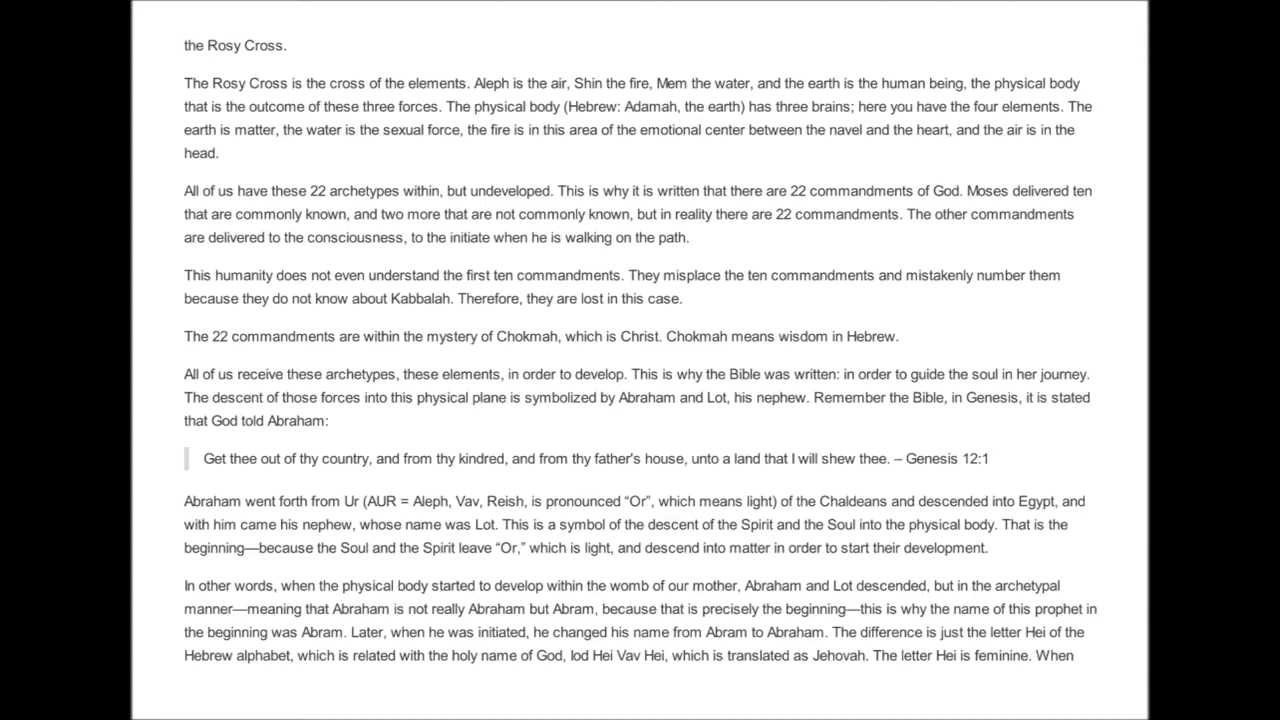 the Rosy Cross.
The Rosy Cross is the cross of the elements. Aleph is the air, Shin the fire, Mem the water, and the earth is the human being, the physical body
that is the outcome of these three forces. The physical body (Hebrew: Adamah, the earth) has three brains; here you have the four elements. The
earth is matter, the water is the sexual force, the fire is in this area of the emotional center between the navel and the heart, and the air is in the
head.
All of us have these 22 archetypes within, but undeveloped. This is why it is written that there are 22 commandments of God. Moses delivered ten
that are commonly known, and two more that are not commonly known, but in reality there are 22 commandments. The other commandments
are delivered to the consciousness, to the initiate when he is walking on the path.
This humanity does not even understand the first ten commandments. They misplace the ten commandments and mistakenly number them
because they do not know about Kabbalah. Therefore, they are lost in this case.
The 22 commandments are within the mystery of Chokmah, which is Christ. Chokmah means wisdom in Hebrew.
All of us receive these archetypes, these elements, in order to develop. This is why the Bible was written: in order to guide the soul in her journey.
The descent of those forces into this physical plane is symbolized by Abraham and Lot, his nephew. Remember the Bible, in Genesis, it is stated
that God told Abraham:
Get thee out of thy country, and from thy kindred, and from thy father's house, unto a land that I will shew thee. – Genesis 12:1
Abraham went forth from Ur (AUR = Aleph, Vav, Reish, is pronounced “Or”, which means light) of the Chaldeans and descended into Egypt, and
with him came his nephew, whose name was Lot. This is a symbol of the descent of the Spirit and the Soul into the physical body. That is the
beginning—because the Soul and the Spirit leave “Or,” which is light, and descend into matter in order to start their development.
In other words, when the physical body started to develop within the womb of our mother, Abraham and Lot descended, but in the archetypal
manner—meaning that Abraham is not really Abraham but Abram, because that is precisely the beginning—this is why the name of this prophet in
the beginning was Abram. Later, when he was initiated, he changed his name from Abram to Abraham. The difference is just the letter Hei of the
Hebrew alphabet, which is related with the holy name of God, Iod Hei Vav Hei, which is translated as Jehovah. The letter Hei is feminine. When